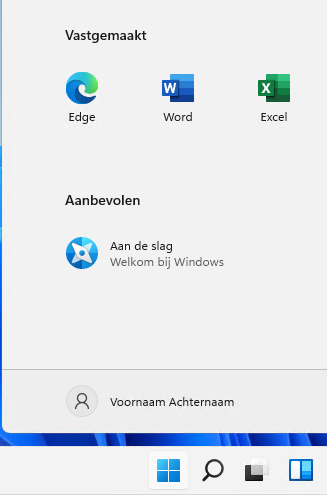 Vastgemaakt
Edge Word Excel
Aanbevolen
Aan de slag
Welkom bij Windows
Voornaam Achternaam